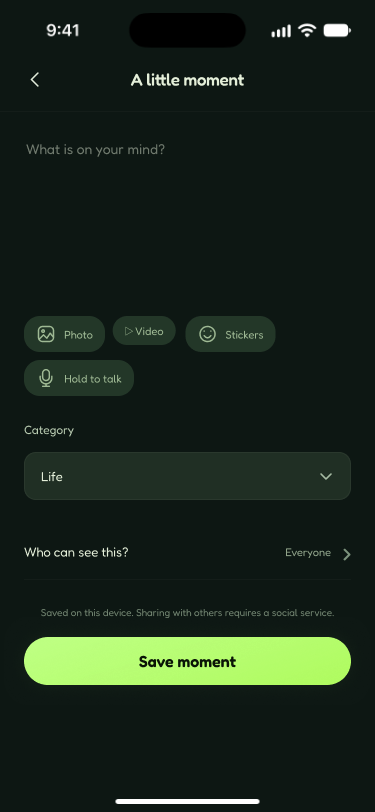 9:41
A little moment
What is on your mind?
Photo
Video
Stickers
Hold to talk
Category
Life
Who can see this?
Everyone
Saved on this device. Sharing with others requires a social service.
Save moment